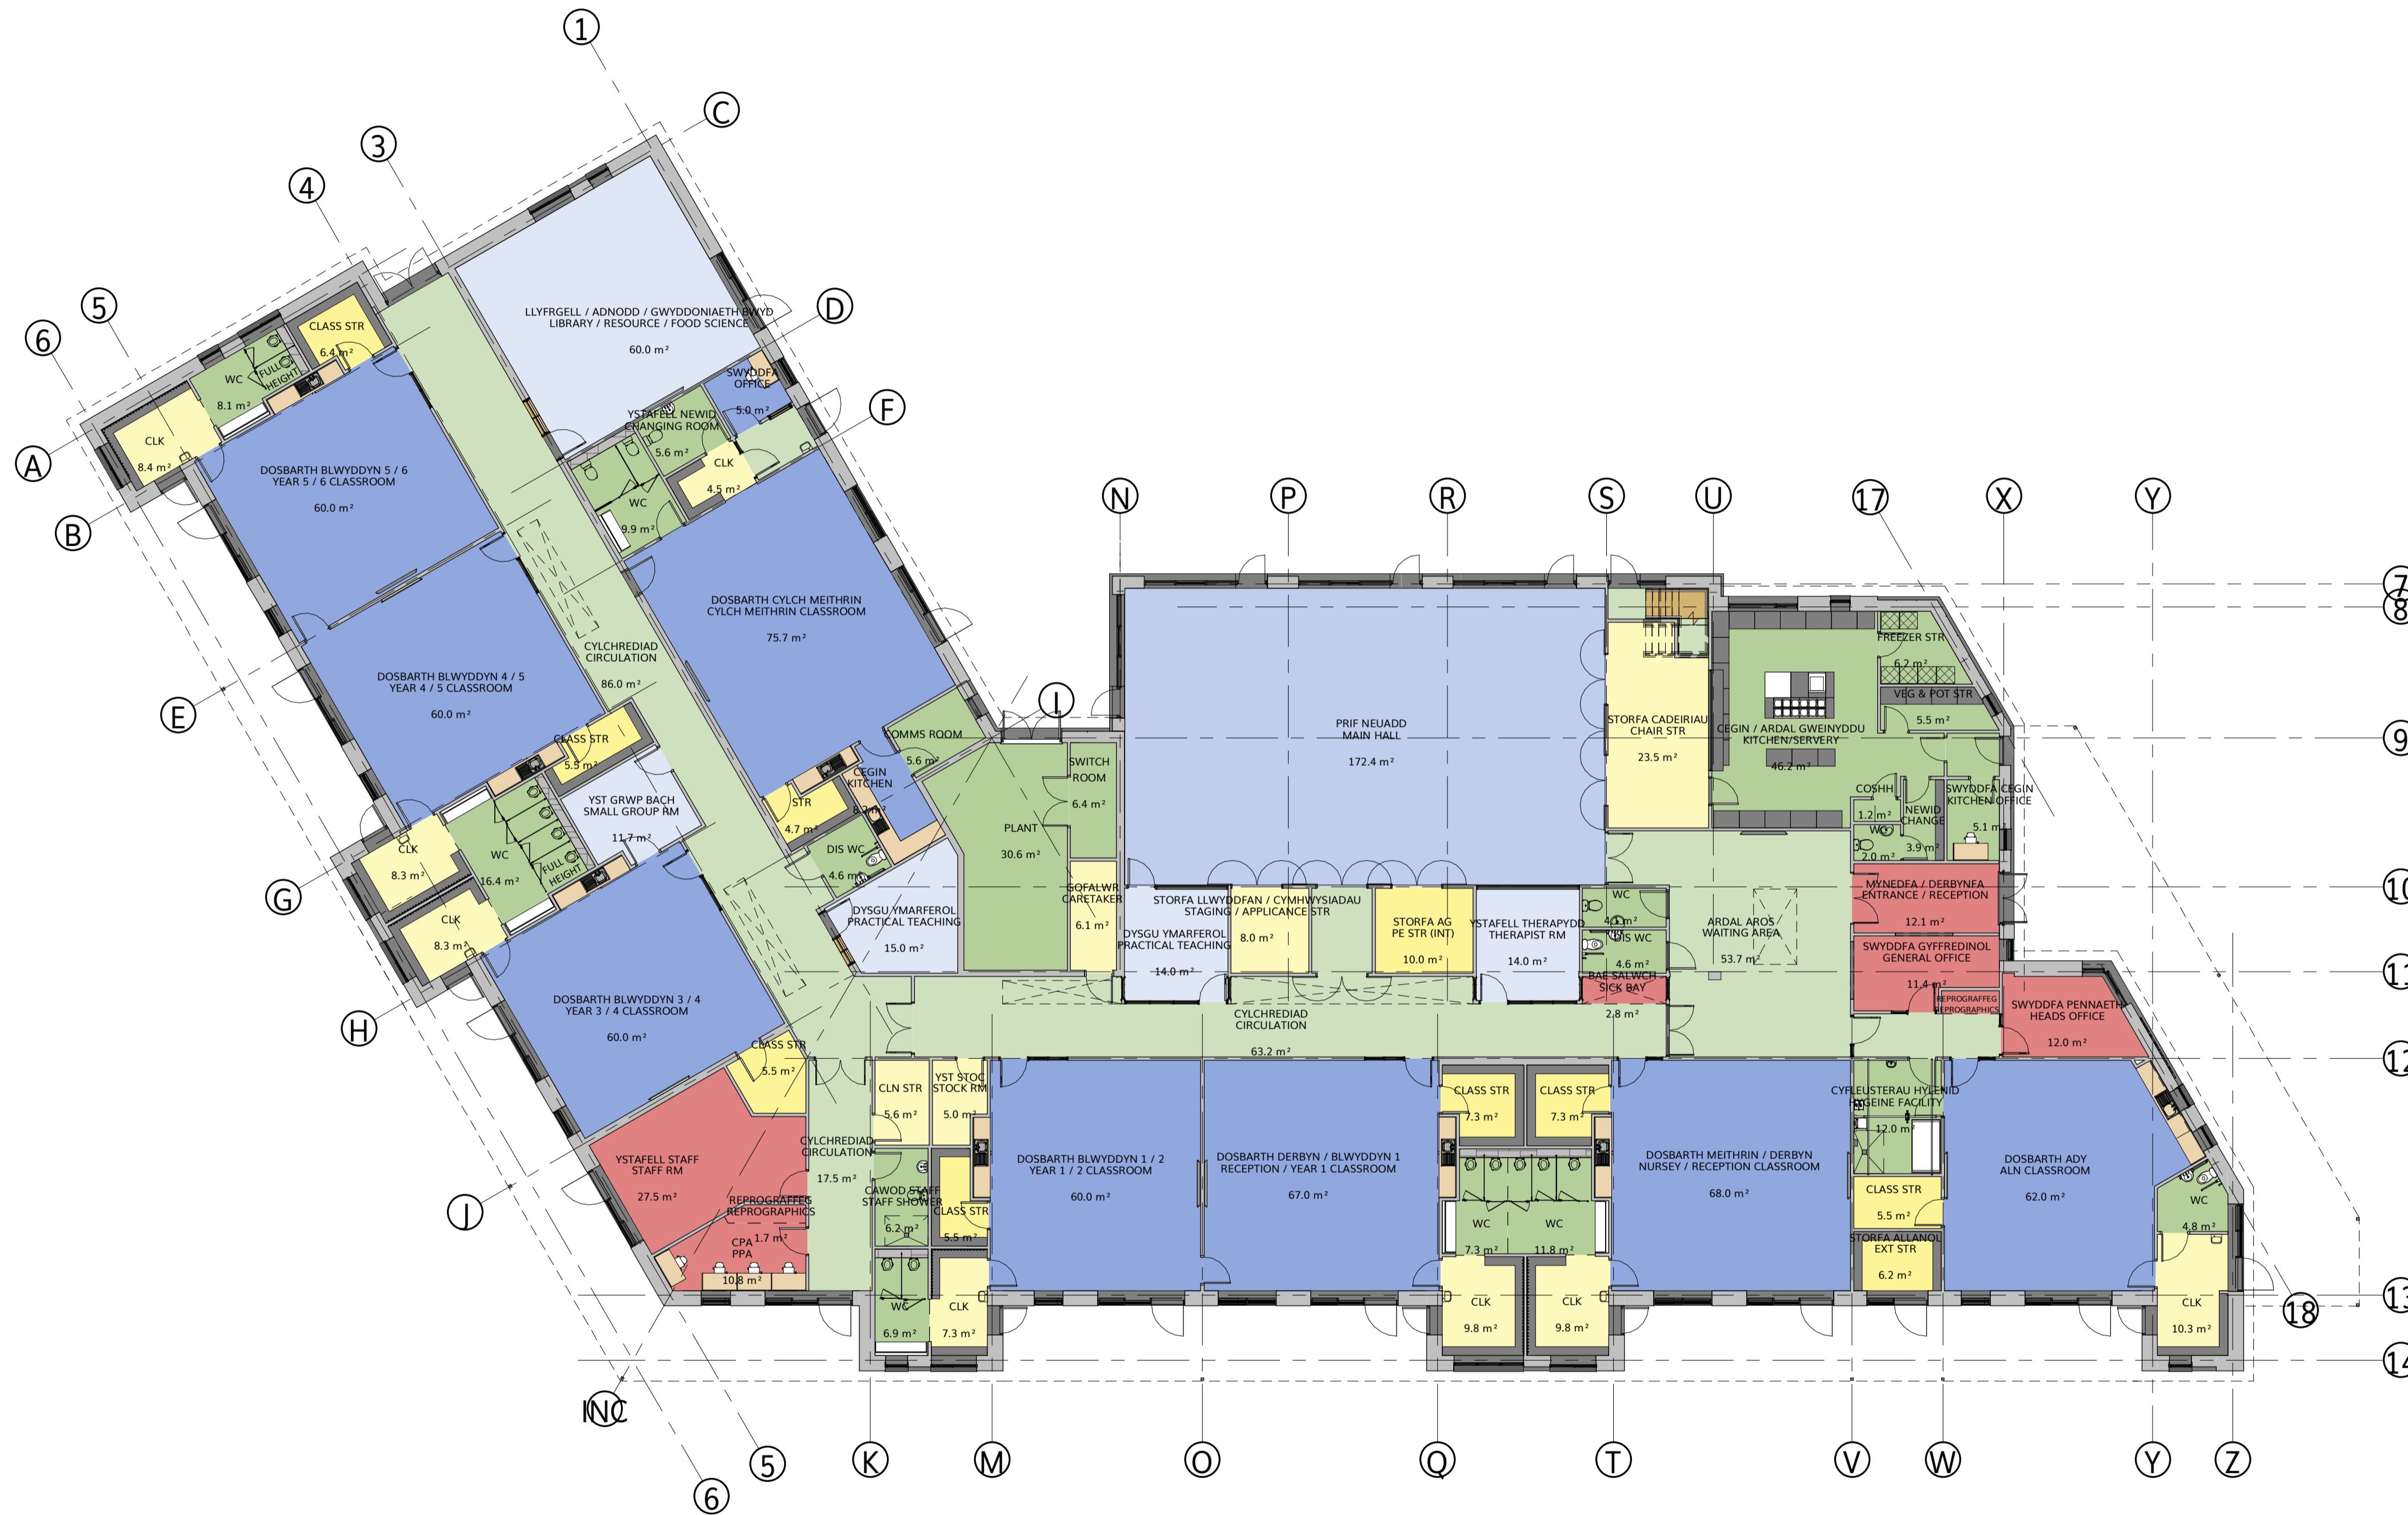 1
C
3
4
5
6
D
A
B
F
E
G
H
I
J
INC
5
6
N
P
R
S
U
17
X
Y
7
8
9
10
11
12
13
14
18
K
M
O
Q
T
V
W
Y
Z
LLYFRGELL / ADNODD / GWYDDONIAETH BWYD
LIBRARY / RESOURCE / FOOD SCIENCE
60.0 m²
CLASS STR
6.4 m²
WC
8.1 m²
FULL
HEIGHT
CLK
8.4 m²
SWYDDFA
OFFICE
5.0 m²
YSTAFELL NEWID
CHANGING ROOM
5.6 m²
CLK
4.5 m²
WC
9.9 m²
DOSBARTH BLWYDDYN 5 / 6
YEAR 5 / 6 CLASSROOM
60.0 m²
DOSBARTH CYLCH MEITHRIN
CYLCH MEITHRIN CLASSROOM
75.7 m²
CYLCHREDIAD
CIRCULATION
86.0 m²
DOSBARTH BLWYDDYN 4 / 5
YEAR 4 / 5 CLASSROOM
60.0 m²
CLASS STR
5.5 m²
YST GRWP BACH
SMALL GROUP RM
11.7 m²
COMMS ROOM
5.6 m²
CEGIN
KITCHEN
8.2 m²
STR
4.7 m²
DIS WC
4.6 m²
CLK
8.3 m²
WC
16.4 m²
FULL
HEIGHT
CLK
8.3 m²
DYSGU YMARFEROL
PRACTICAL TEACHING
15.0 m²
PLANT
30.6 m²
SWITCH
ROOM
6.4 m²
GOFALWR
CARETAKER
6.1 m²
DOSBARTH BLWYDDYN 3 / 4
YEAR 3 / 4 CLASSROOM
60.0 m²
CLASS STR
5.5 m²
YSTAFELL STAFF
STAFF RM
27.5 m²
REPROGRAFFEG
REPROGRAPHICS
1.7 m²
CPA
PPA
10.8 m²
CYLCHREDIAD
CIRCULATION
17.5 m²
PRIF NEUADD
MAIN HALL
172.4 m²
STORFA CADEIRIAU
CHAIR STR
23.5 m²
CEGIN / ARDAL GWEINYDDU
KITCHEN/SERVERY
46.2 m²
FREEZER STR
6.2 m²
VEG & POT STR
5.5 m²
COSHH
1.2 m²
WC
2.0 m²
NEWID
CHANGE
3.9 m²
SWYDDFA CEGIN
KITCHEN OFFICE
5.1 m²
STORFA LLWYDDFAN / CYMHWYSIADAU
STAGING / APPLICANCE STR
8.0 m²
DYSGU YMARFEROL
PRACTICAL TEACHING
14.0 m²
STORFA AG
PE STR (INT)
10.0 m²
YSTAFELL THERAPYDD
THERAPIST RM
14.0 m²
WC
DIS WC
4.6 m²
BAE SALWCH
SICK BAY
2.8 m²
ARDAL AROS
WAITING AREA
53.7 m²
MYNEDFA / DERBYNFA
ENTRANCE / RECEPTION
12.1 m²
SWYDDFA GYFFREDINOL
GENERAL OFFICE
11.4 m²
REPROGRAFFEG
REPROGRAPHICS
SWYDDFA PENNAETH
HEADS OFFICE
12.0 m²
CYLCHREDIAD
CIRCULATION
63.2 m²
CLN STR
5.6 m²
YST STOC
STOCK RM
5.0 m²
CAWOD STAFF
STAFF SHOWER
6.2 m²
CLASS STR
5.5 m²
WC
6.9 m²
CLK
7.3 m²
DOSBARTH BLWYDDYN 1 / 2
YEAR 1 / 2 CLASSROOM
60.0 m²
DOSBARTH DERBYN / BLWYDDYN 1
RECEPTION / YEAR 1 CLASSROOM
67.0 m²
CLASS STR
7.3 m²
CLASS STR
7.3 m²
WC
7.3 m²
WC
11.8 m²
CLK
9.8 m²
CLK
9.8 m²
DOSBARTH MEITHRIN / DERBYN
NURSEY / RECEPTION CLASSROOM
68.0 m²
CYFLEUSTERAU HYLENID
HYGEINE FACILITY
12.0 m²
CLASS STR
5.5 m²
STORFA ALLANOL
EXT STR
6.2 m²
DOSBARTH ADY
ALN CLASSROOM
62.0 m²
WC
4.8 m²
CLK
10.3 m²